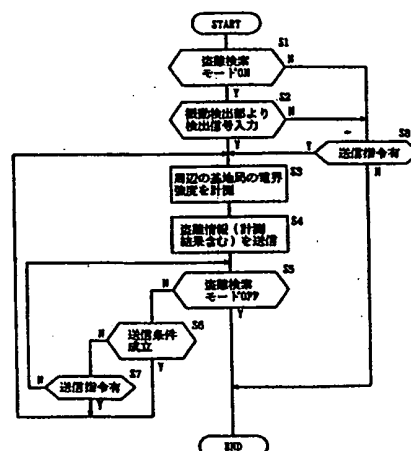 START
S1
盗難検索
モードON
N
Y
S2
振動検出部より
検出信号入力
N
Y
S8
送信指令有
Y
N
S3
周辺の基地局の電界
強度を計測
S4
盗難情報(計測
結果含む)を送信
S5
盗難検索
モードOFF
N
Y
S6
送信条件
成立
N
Y
S7
送信指令有
N
Y
END